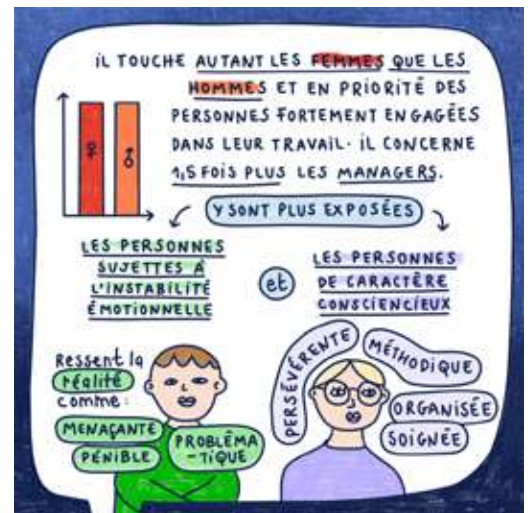 iL TOUCHE AUTANT LES FEMMES QUE LES
HOMMES ET EN PRIORITÉ DES
PERSONNES FORTEMENT ENGAGÉES
DANS LEUR TRAVAIL. iL CONCERNE
1,5 FOIS PLUS LES MANAGERS.
Y SONT PLUS EXPOSÉES
LES PERSONNES
SUJETTES À
L'INSTABILITÉ
ÉMOTIONNELLE
et
LES PERSONNES
DE CARACTÈRE
CONSCIENCIEUX
Ressent la
réalité
comme :
MENAÇANTE
PÉNIBLE
PROBLÉMA
-TIQUE
PERSÉVÉRENTE
MÉTHODIQUE
ORGANISÉE
SOIGNÉE